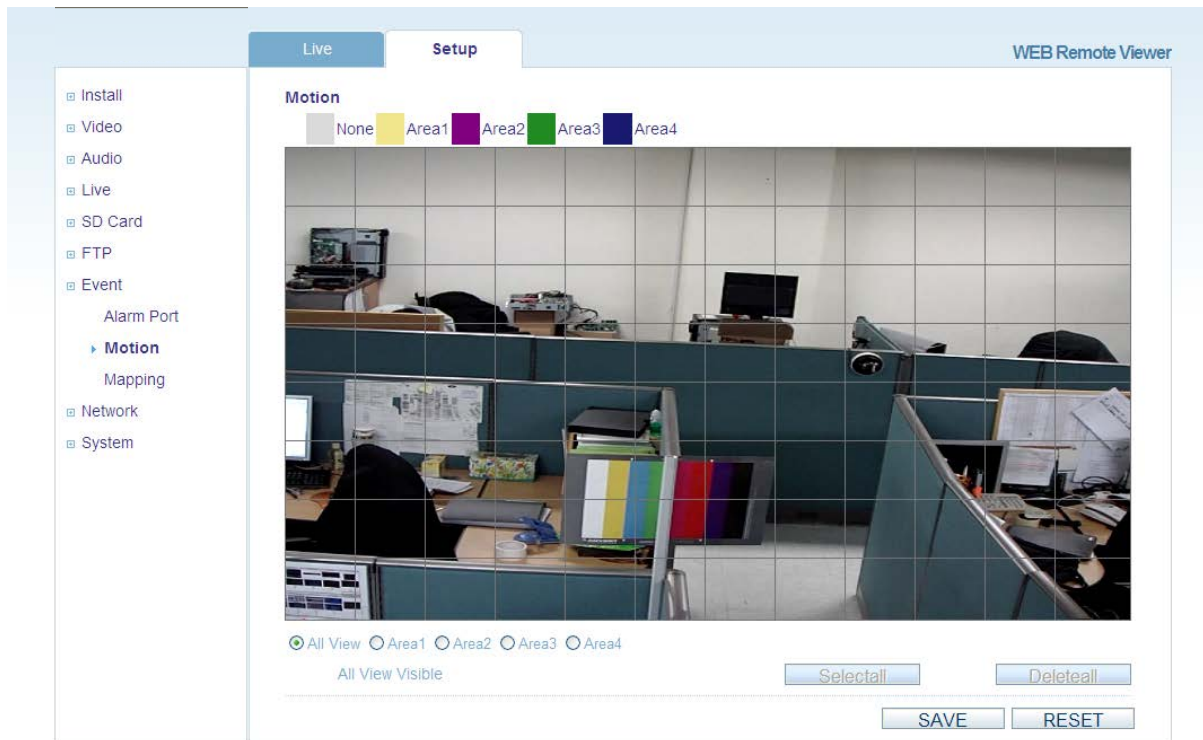 Live Setup WEB Remote Viewer
Install
Video
Audio
Live
SD Card
FTP
Event
Alarm Port
Motion
Mapping
Network
System
Motion
None Area1 Area2 Area3 Area4
All View Area1 Area2 Area3 Area4
All View Visible Selectall Deleteall
SAVE RESET